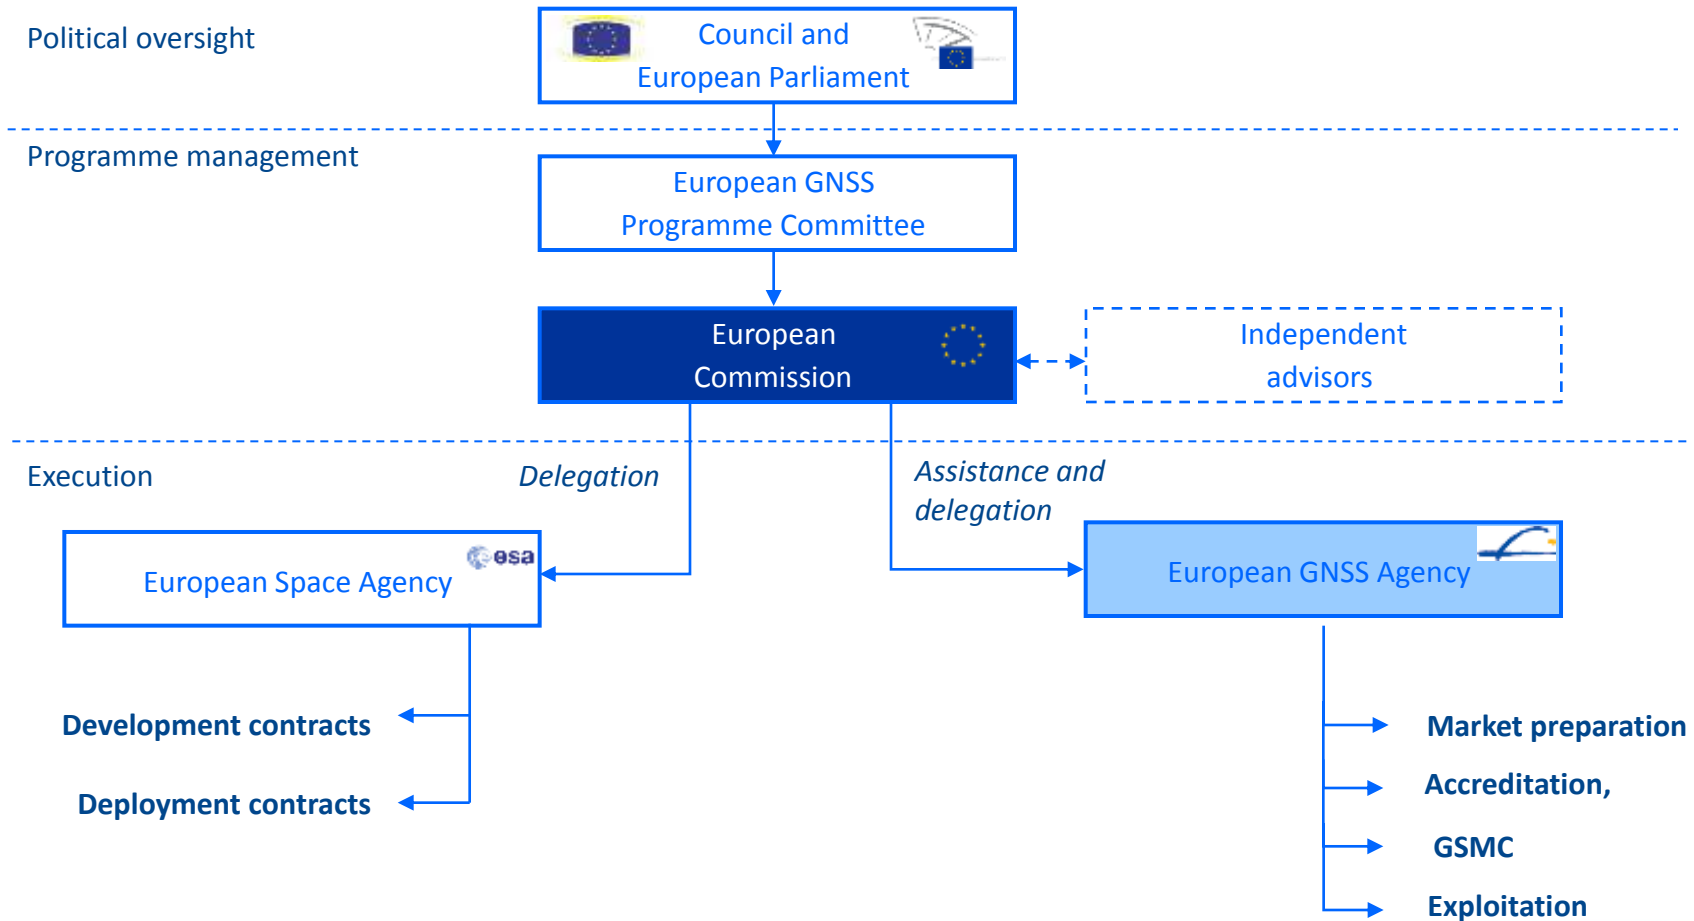 Political oversight
Council and
European Parliament
Programme management
European GNSS
Programme Committee
European
Commission
Independent
advisors
Execution
Delegation
Assistance and
delegation
European Space Agency
esa
European GNSS Agency
Development contracts
Deployment contracts
Market preparation
Accreditation,
GSMC
Exploitation